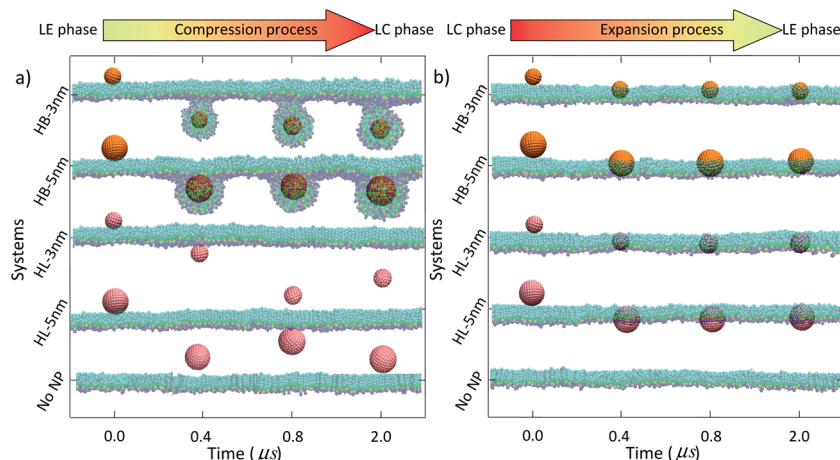 LE phase Compression process LC phase
LC phase Expansion process LE phase
a)
b)
Systems
HB-3nm
HB-5nm
HL-3nm
HL-5nm
No NP
0.0 0.4 0.8 2.0
Time ( μs )
Systems
HB-3nm
HB-5nm
HL-3nm
HL-5nm
No NP
0.0 0.4 0.8 2.0
Time ( μs )